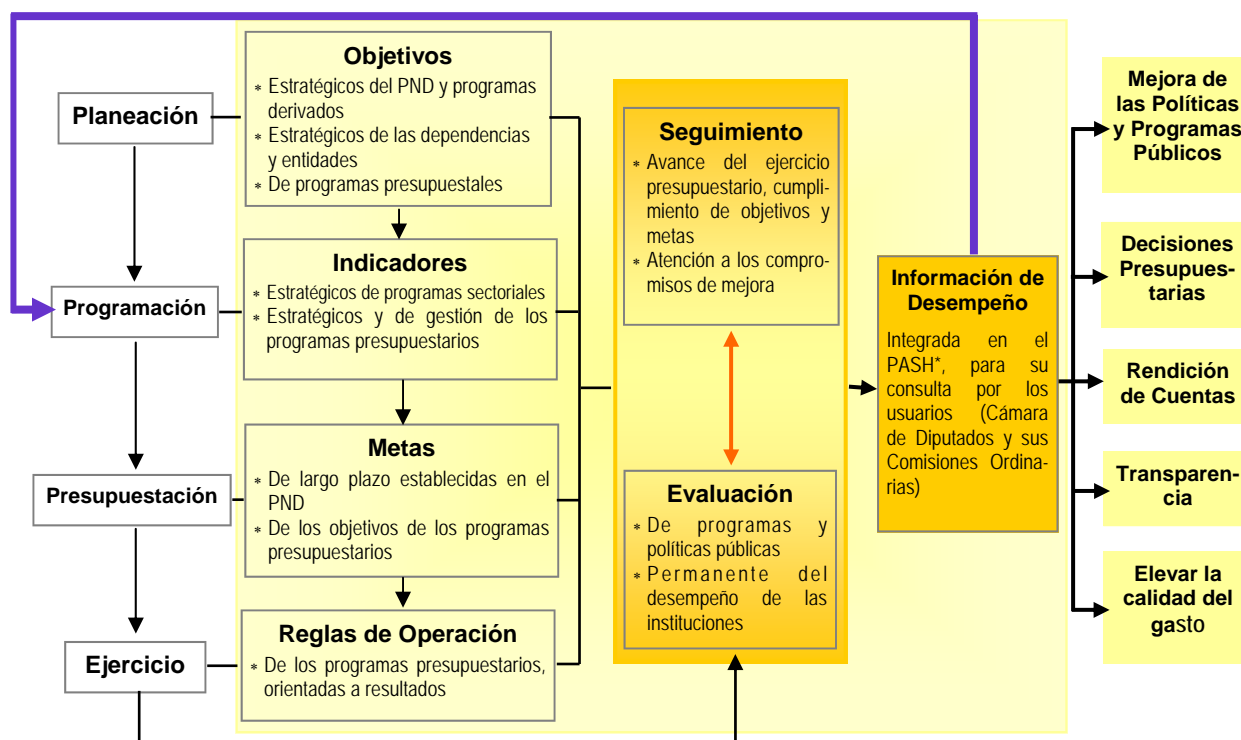 Planeación
Programación
Presupuestación
Ejercicio
Objetivos
* Estratégicos del PND y programas
derivados
* Estratégicos de las dependencias
y entidades
* De programas presupuestales
Indicadores
* Estratégicos de programas sectoriales
* Estratégicos y de gestión de los
programas presupuestarios
Metas
* De largo plazo establecidas en el
PND
* De los objetivos de los programas
presupuestarios
Reglas de Operación
* De los programas presupuestarios,
orientadas a resultados
Seguimiento
* Avance del ejercicio
presupuestario, cumpli-
miento de objetivos y
metas
* Atención a los compro-
misos de mejora
Evaluación
* De programas y
políticas públicas
* Permanente del
desempeño de las
instituciones
Información de
Desempeño
Integrada en el
PASH*, para su
consulta por los
usuarios (Cámara
de Diputados y sus
Comisiones Ordina-
rias)
Mejora de
las Políticas
y Programas
Públicos
Decisiones
Presupues-
tarias
Rendición
de Cuentas
Transparen-
cia
Elevar la
calidad del
gasto